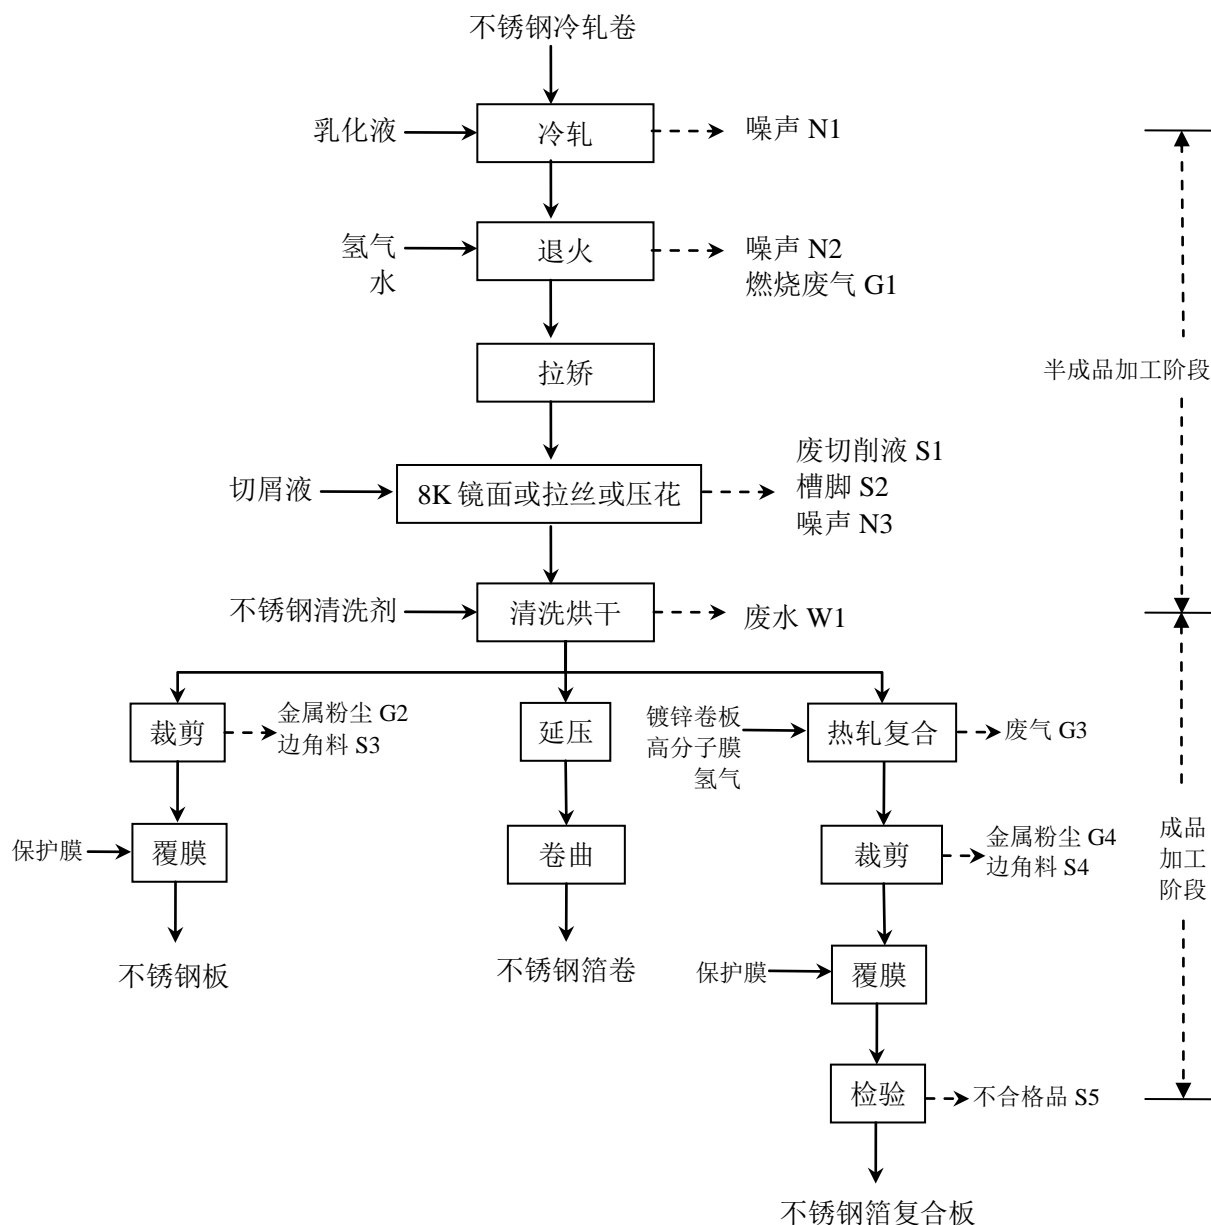 不锈钢冷轧卷
乳化液
冷轧
噪声 N1
氢气
水
退火
噪声 N2
燃烧废气 G1
拉矫
半成品加工阶段
切屑液
8K 镜面或拉丝或压花
废切削液 S1
槽脚 S2
噪声 N3
不锈钢清洗剂
清洗烘干
废水 W1
裁剪
金属粉尘 G2
边角料 S3
延压
镀锌卷板
高分子膜
氢气
热轧复合
废气 G3
保护膜
覆膜
卷曲
裁剪
金属粉尘 G4
边角料 S4
成品
加工
阶段
不锈钢板
不锈钢箔卷
保护膜
覆膜
检验
不合格品 S5
不锈钢箔复合板